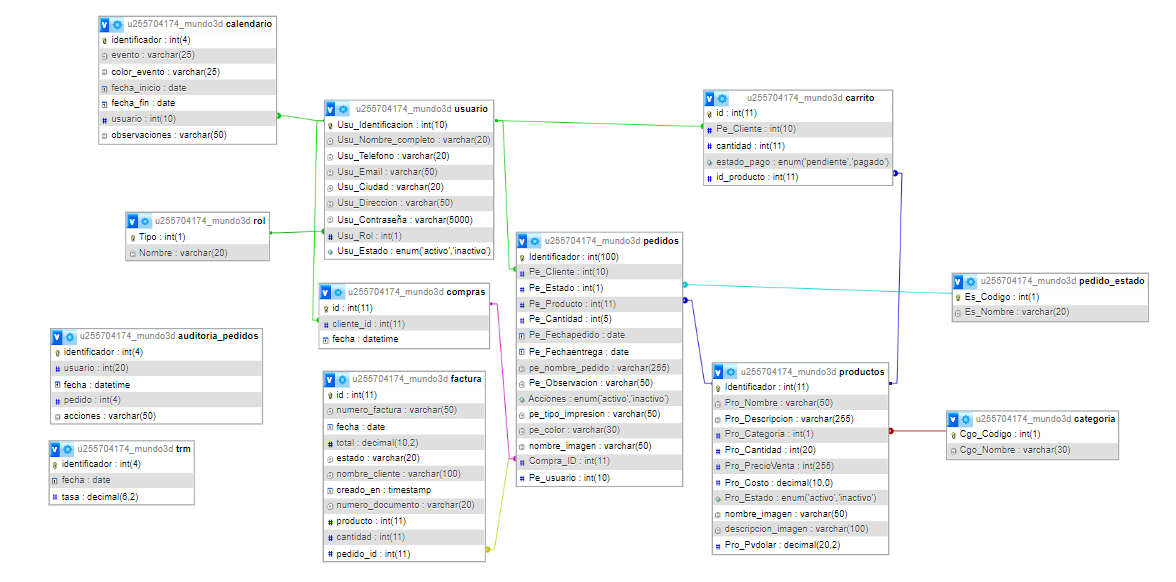 u255704174_mundo3d calendario
identificador : int(4)
evento : varchar(25)
color_evento : varchar(25)
fecha_inicio : date
fecha_fin : date
usuario : int(10)
observaciones : varchar(50)
u255704174_mundo3d usuario
Usu_Identificacion : int(10)
Usu_Nombre_completo : varchar(20)
Usu_Telefono : varchar(20)
Usu_Email : varchar(50)
Usu_Ciudad : varchar(20)
Usu_Direccion : varchar(50)
Usu_Contraseña : varchar(5000)
Usu_Rol : int(1)
Usu_Estado : enum('activo','inactivo')
u255704174_mundo3d carrito
id : int(11)
Pe_Cliente : int(10)
cantidad : int(11)
estado_pago : enum('pendiente','pagado')
id_producto : int(11)
u255704174_mundo3d rol
Tipo : int(1)
Nombre : varchar(20)
u255704174_mundo3d pedidos
Identificador : int(100)
Pe_Cliente : int(10)
Pe_Estado : int(1)
Pe_Producto : int(11)
Pe_Cantidad : int(5)
Pe_Fechapedido : date
Pe_Fechaentrega : date
pe_nombre_pedido : varchar(255)
Pe_Observacion : varchar(50)
Acciones : enum('activo','inactivo')
pe_tipo_impresion : varchar(50)
pe_color : varchar(30)
nombre_imagen : varchar(50)
Compra_ID : int(11)
Pe_usuario : int(10)
u255704174_mundo3d pedido_estado
Es_Codigo : int(1)
Es_Nombre : varchar(20)
u255704174_mundo3d compras
id : int(11)
cliente_id : int(11)
fecha : datetime
u255704174_mundo3d auditoria_pedidos
identificador : int(4)
usuario : int(20)
fecha : datetime
pedido : int(4)
acciones : varchar(50)
u255704174_mundo3d factura
id : int(11)
numero_factura : varchar(50)
fecha : date
total : decimal(10,2)
estado : varchar(20)
nombre_cliente : varchar(100)
creado_en : timestamp
numero_documento : varchar(20)
producto : int(11)
cantidad : int(11)
pedido_id : int(11)
u255704174_mundo3d productos
Identificador : int(11)
Pro_Nombre : varchar(50)
Pro_Descripcion : varchar(255)
Pro_Categoria : int(1)
Pro_Cantidad : int(20)
Pro_PrecioVenta : int(255)
Pro_Costo : decimal(10,0)
Pro_Estado : enum('activo','inactivo')
nombre_imagen : varchar(50)
descripcion_imagen : varchar(100)
Pro_Pvdolar : decimal(20,2)
u255704174_mundo3d categoria
Cgo_Codigo : int(1)
Cgo_Nombre : varchar(30)
u255704174_mundo3d trm
identificador : int(4)
fecha : date
tasa : decimal(6,2)